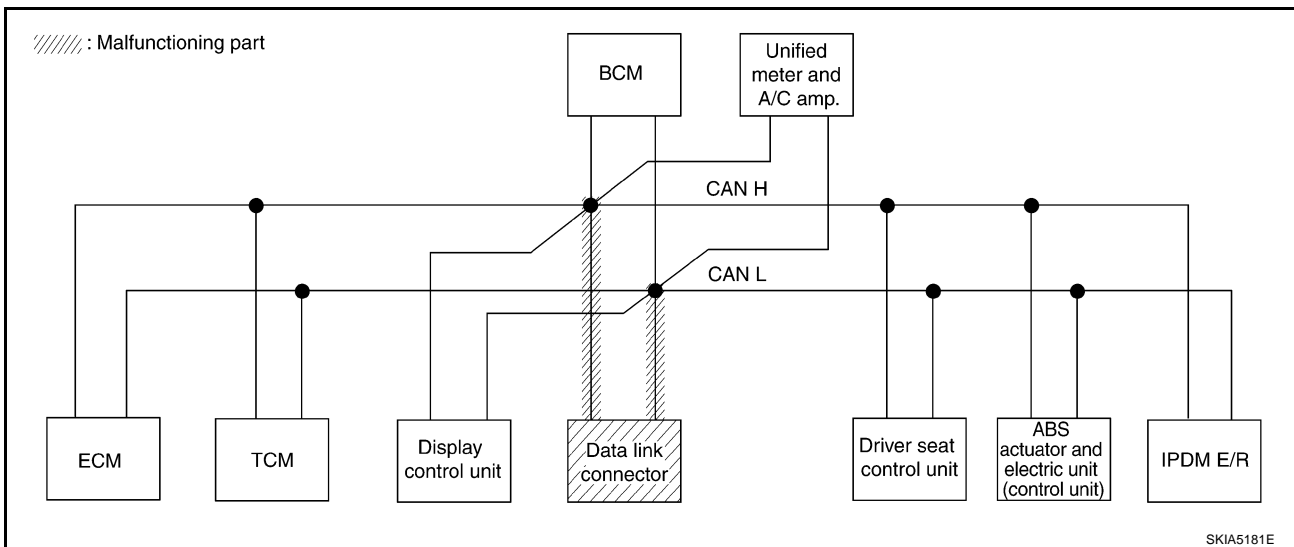 : Malfunctioning part
BCM
Unified
meter and
A/C amp.
CAN H
CAN L
ECM
TCM
Display
control unit
Data link
connector
Driver seat
control unit
ABS
actuator and
electric unit
(control unit)
IPDM E/R
SKIA5181E